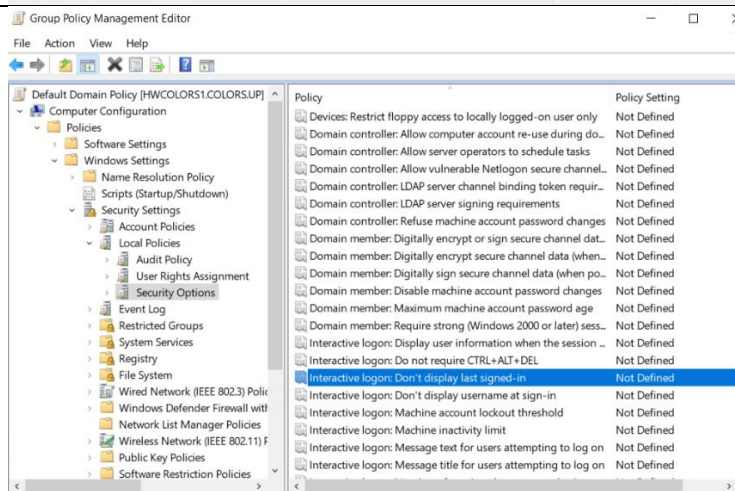 Group Policy Management Editor
File Action View Help
Default Domain Policy [HWCOLORS1.COLORS.UP]
Computer Configuration
Policies
Software Settings
Windows Settings
Name Resolution Policy
Scripts (Startup/Shutdown)
Security Settings
Account Policies
Local Policies
Audit Policy
User Rights Assignment
Security Options
Event Log
Restricted Groups
System Services
Registry
File System
Wired Network (IEEE 802.3) Polic
Windows Defender Firewall with
Network List Manager Policies
Wireless Network (IEEE 802.11) P
Public Key Policies
Software Restriction Policies
Policy Policy Setting
Devices: Restrict floppy access to locally logged-on user only Not Defined
Domain controller: Allow computer account re-use during do... Not Defined
Domain controller: Allow server operators to schedule tasks Not Defined
Domain controller: Allow vulnerable Netlogon secure channel... Not Defined
Domain controller: LDAP server channel binding token requir... Not Defined
Domain controller: LDAP server signing requirements Not Defined
Domain controller: Refuse machine account password changes Not Defined
Domain member: Digitally encrypt or sign secure channel dat... Not Defined
Domain member: Digitally encrypt secure channel data (when... Not Defined
Domain member: Digitally sign secure channel data (when po... Not Defined
Domain member: Disable machine account password changes Not Defined
Domain member: Maximum machine account password age Not Defined
Domain member: Require strong (Windows 2000 or later) sess... Not Defined
Interactive logon: Display user information when the session ... Not Defined
Interactive logon: Do not require CTRL+ALT+DEL Not Defined
Interactive logon: Don't display last signed-in Not Defined
Interactive logon: Don't display username at sign-in Not Defined
Interactive logon: Machine account lockout threshold Not Defined
Interactive logon: Machine inactivity limit Not Defined
Interactive logon: Message text for users attempting to log on Not Defined
Interactive logon: Message title for users attempting to log on Not Defined